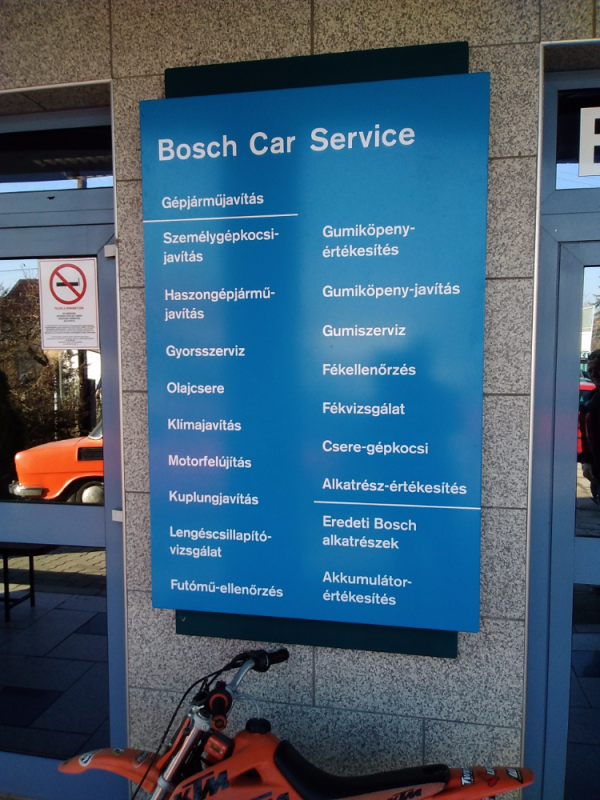 Bosch Car Service
Gépjárműjavítás
Személygépkocsi-
javítás
Haszongépjármű-
javítás
Gyorsszerviz
Olajcsere
Klímajavítás
Motorfelújítás
Kuplungjavítás
Lengéscsillapító-
vizsgálat
Futómű-ellenőrzés
Gumiköpeny-
értékesítés
Gumiköpeny-javítás
Gumiszerviz
Fékellenőrzés
Fékvizsgálat
Csere-gépkocsi
Alkatrész-értékesítés
Eredeti Bosch
alkatrészek
Akkumulátor-
értékesítés
KTM
KTM